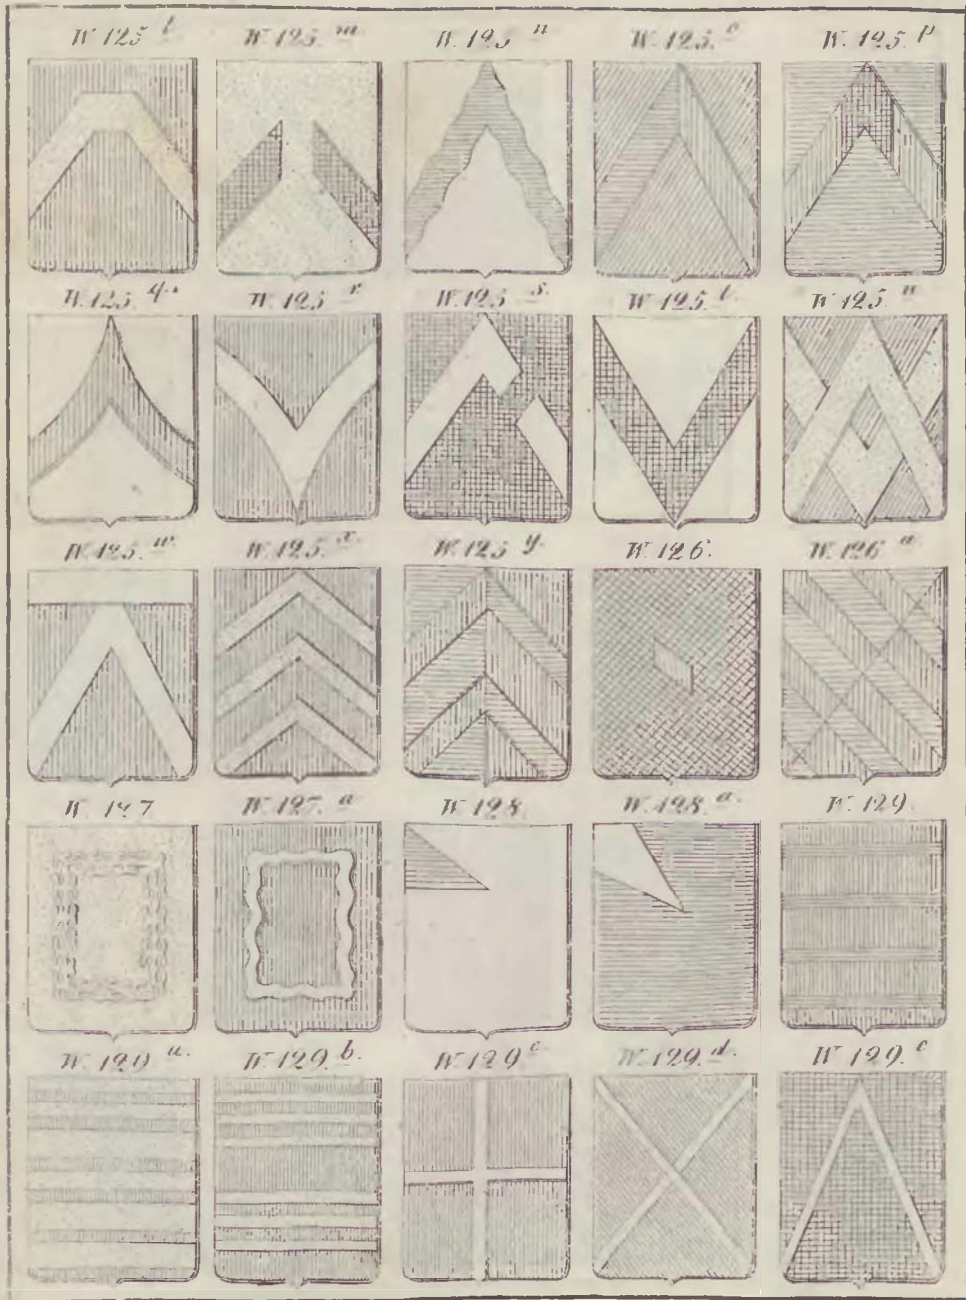 W. 125 l W. 125. m W. 125 n W. 125. o W. 125. p
W. 125. q. W. 125 r. W. 125 s. W. 125. t. W. 125 u
W. 125. w. W. 125. x. W. 125 y. W. 126. W. 126 a.
W. 127 W. 127. a W. 128 W. 128 a. W. 129.
W. 129 a. W. 129. b. W. 129 c. W. 129. d. W. 129. e